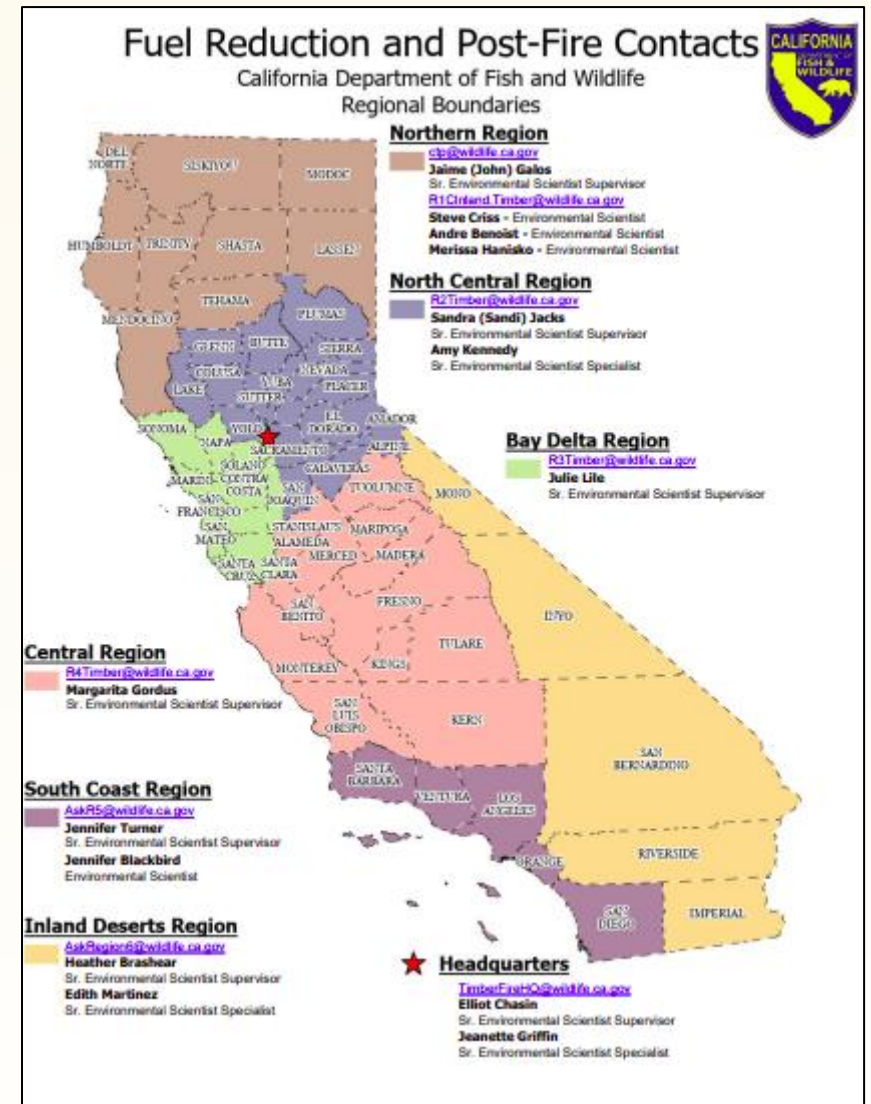 Fuel Reduction and Post-Fire Contacts
California Department of Fish and Wildlife
Regional Boundaries
CALIFORNIA
DEPARTMENT OF
FISH &
WILDLIFE
Northern Region
ctp@wildlife.ca.gov
Jaime (John) Galos
Sr. Environmental Scientist Supervisor
R1CInland.Timber@wildlife.ca.gov
Steve Criss - Environmental Scientist
Andre Benoist - Environmental Scientist
Merissa Hanisko - Environmental Scientist
North Central Region
R2Timber@wildlife.ca.gov
Sandra (Sandi) Jacks
Sr. Environmental Scientist Supervisor
Amy Kennedy
Sr. Environmental Scientist Specialist
Bay Delta Region
R3Timber@wildlife.ca.gov
Julie Lile
Sr. Environmental Scientist Supervisor
DEL
NORTE
SISKIYOU
MODOC
HUMBOLDT
TRINITY
SHASTA
LASSEN
TEHAMA
MENDOCINO
PLUMAS
GLENN
BUTTE
SIERRA
COLUSA
NEVADA
YUBA
PLACER
LAKE
SUTTER
SONOMA
NAPA
YOLO
EL
DORADO
AMADOR
SACRAMENTO
ALPINE
SOLANO
CALAVERAS
MARIN
CONTRA
COSTA
SAN
JOAQUIN
TUOLUMNE
MONO
SAN
FRANCISCO
STANISLAUS
MARIPOSA
SAN
MATEO
ALAMEDA
MERCED
MADERA
SANTA
CRUZ
SANTA
CLARA
FRESNO
INYO
SAN
BENITO
TULARE
MONTEREY
KINGS
SAN
LUIS
OBISPO
KERN
SAN
BERNARDINO
SANTA
BARBARA
VENTURA
LOS
ANGELES
ORANGE
RIVERSIDE
SAN
DIEGO
IMPERIAL
Central Region
R4Timber@wildlife.ca.gov
Margarita Gordus
Sr. Environmental Scientist Supervisor
South Coast Region
AskR5@wildlife.ca.gov
Jennifer Turner
Sr. Environmental Scientist Supervisor
Jennifer Blackbird
Environmental Scientist
Inland Deserts Region
AskRegion6@wildlife.ca.gov
Heather Brashear
Sr. Environmental Scientist Supervisor
Edith Martinez
Sr. Environmental Scientist Specialist
Headquarters
TimberFireHQ@wildlife.ca.gov
Elliot Chasin
Sr. Environmental Scientist Supervisor
Jeanette Griffin
Sr. Environmental Scientist Specialist